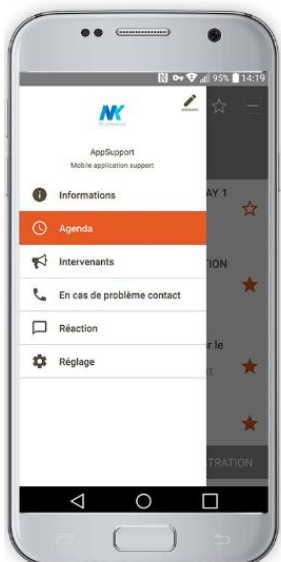 95% 14:19
NK
AppSupport
Mobile application support
Informations
AY 1
Agenda
Intervenants
ION
En cas de problème contact
Réaction
r le
Réglage
TRATION